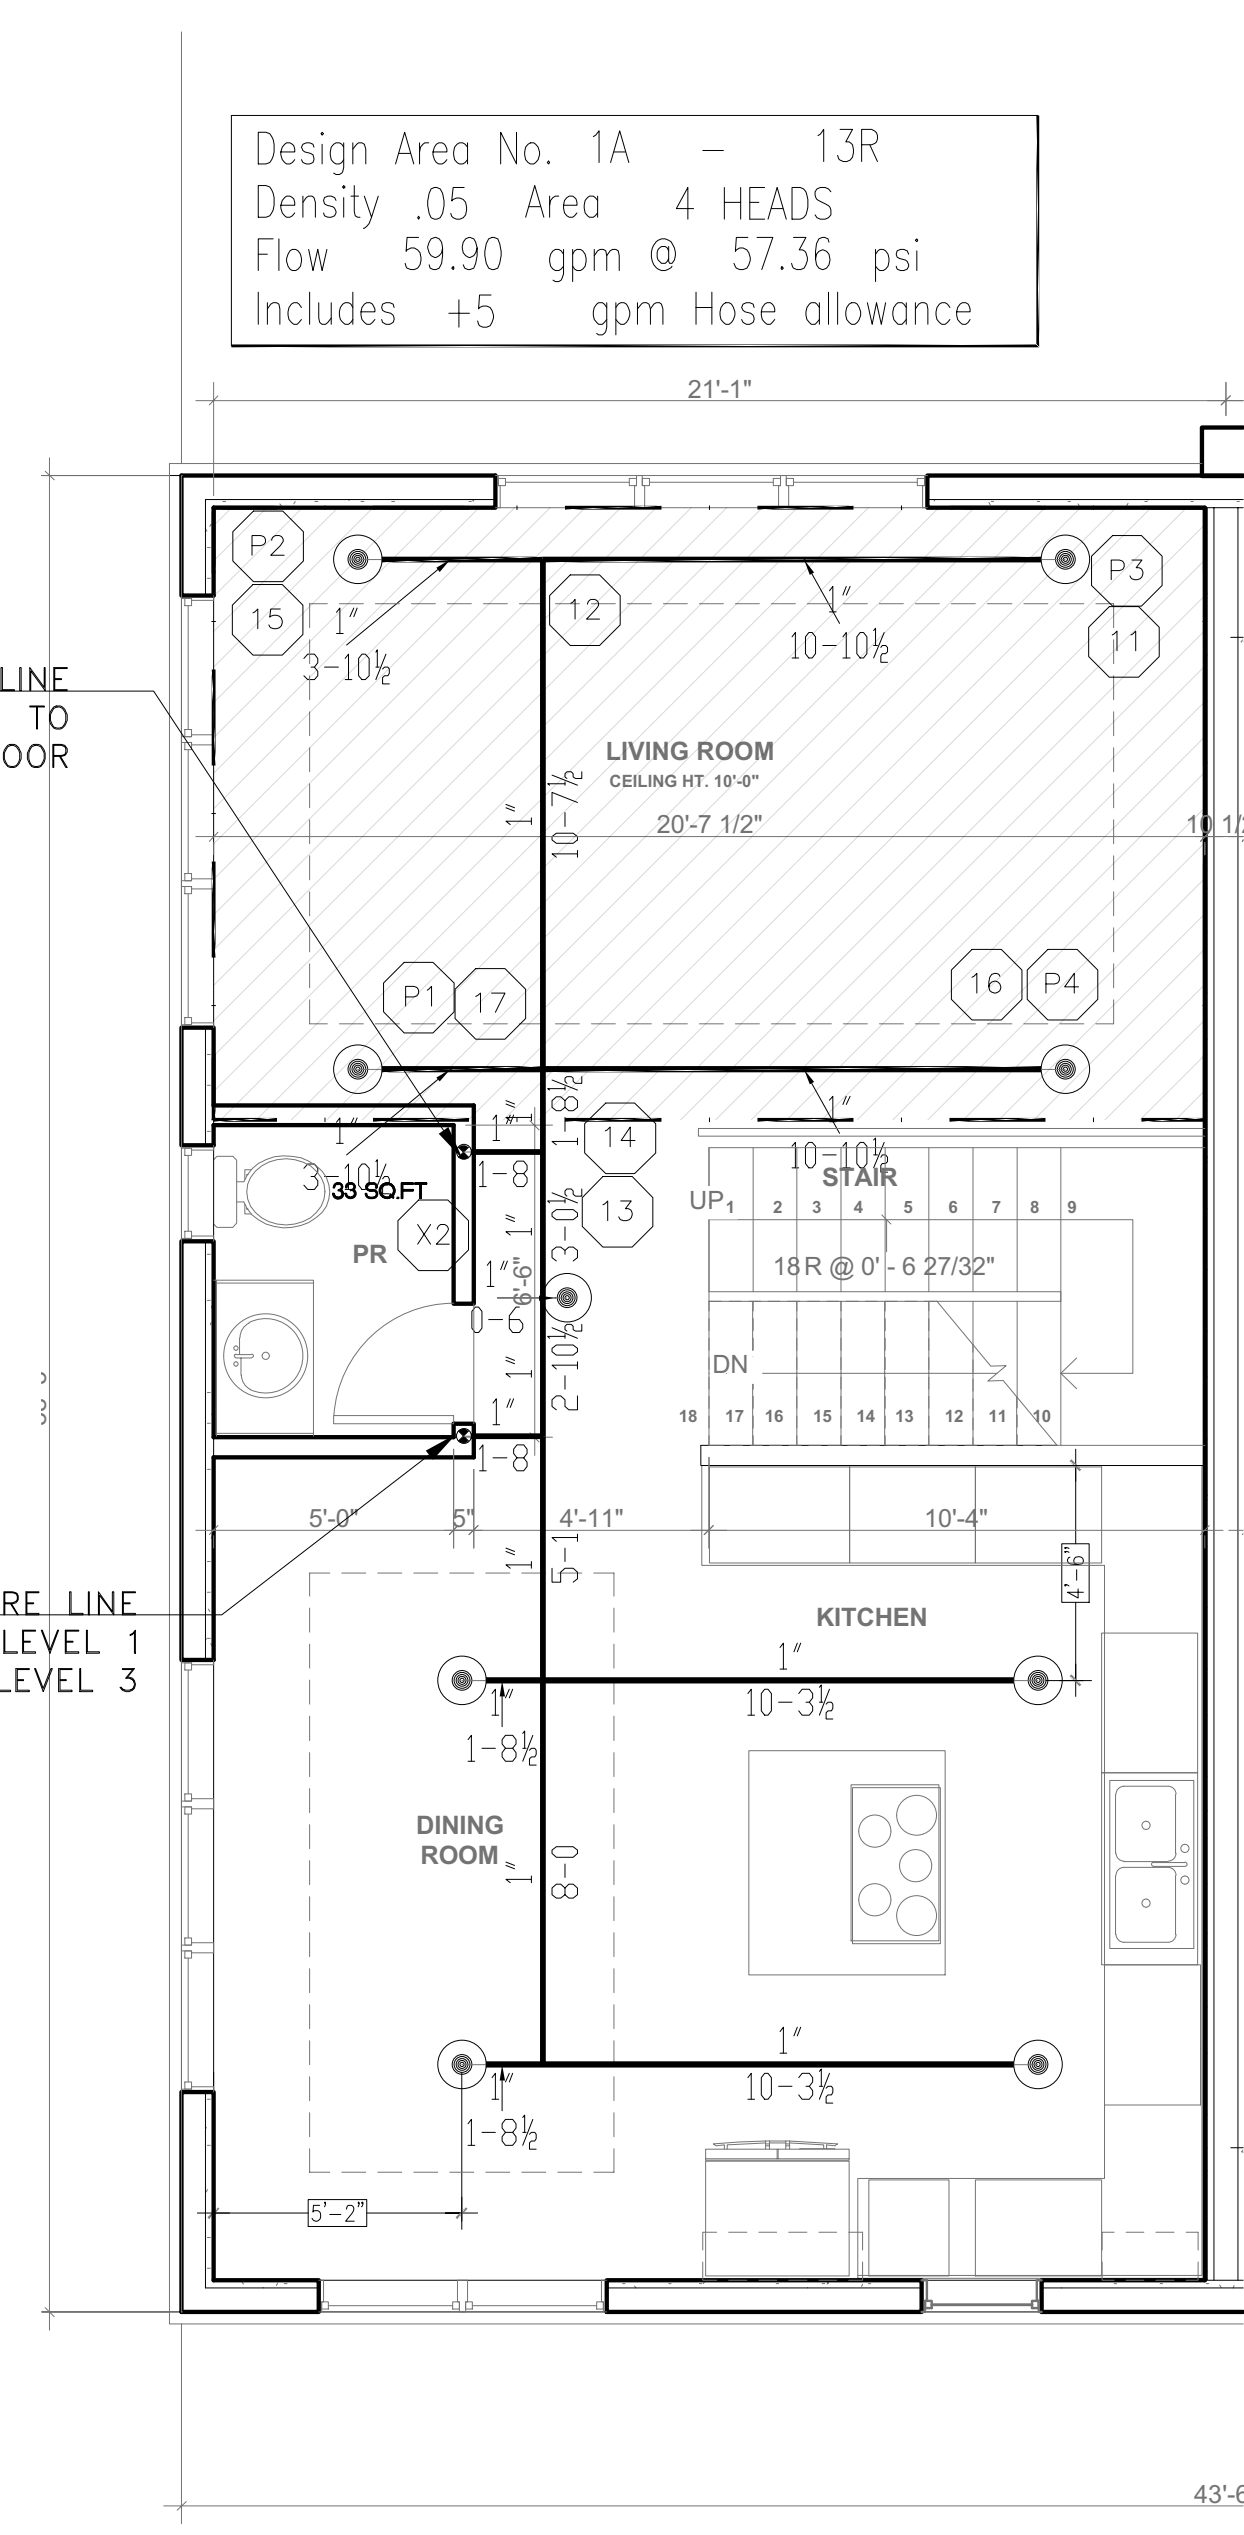 Design Area No. 1A - 13R
Density .05 Area 4 HEADS
Flow 59.90 gpm @ 57.36 psi
Includes +5 gpm Hose allowance
21'-1"
P2
15
12
P3
11
1"
3-10½
1"
10-10½
LINE
TO
OOR
LIVING ROOM
CEILING HT. 10'-0"
1"
10-7½
20'-7 1/2"
10 1/2
P1
17
16
P4
1"
1-8½
14
13
1"
3-10½
1"
1-8
1"
10-10½
STAIR
33 SQ.FT
X2
PR
UP
1 2 3 4 5 6 7 8 9
1"
3-0½
18R @ 0' - 6 27/32"
1"
0-6
6'-6"
1"
2-10½
DN
18 17 16 15 14 13 12 11 10
1"
1-8
5'-0"
5"
4'-11"
10'-4"
1"
5-1
4'-6"
RE LINE
LEVEL 1
LEVEL 3
KITCHEN
1"
10-3½
1"
1-8½
DINING
ROOM
1"
8-0
1"
10-3½
1"
1-8½
5'-2"
43'-6